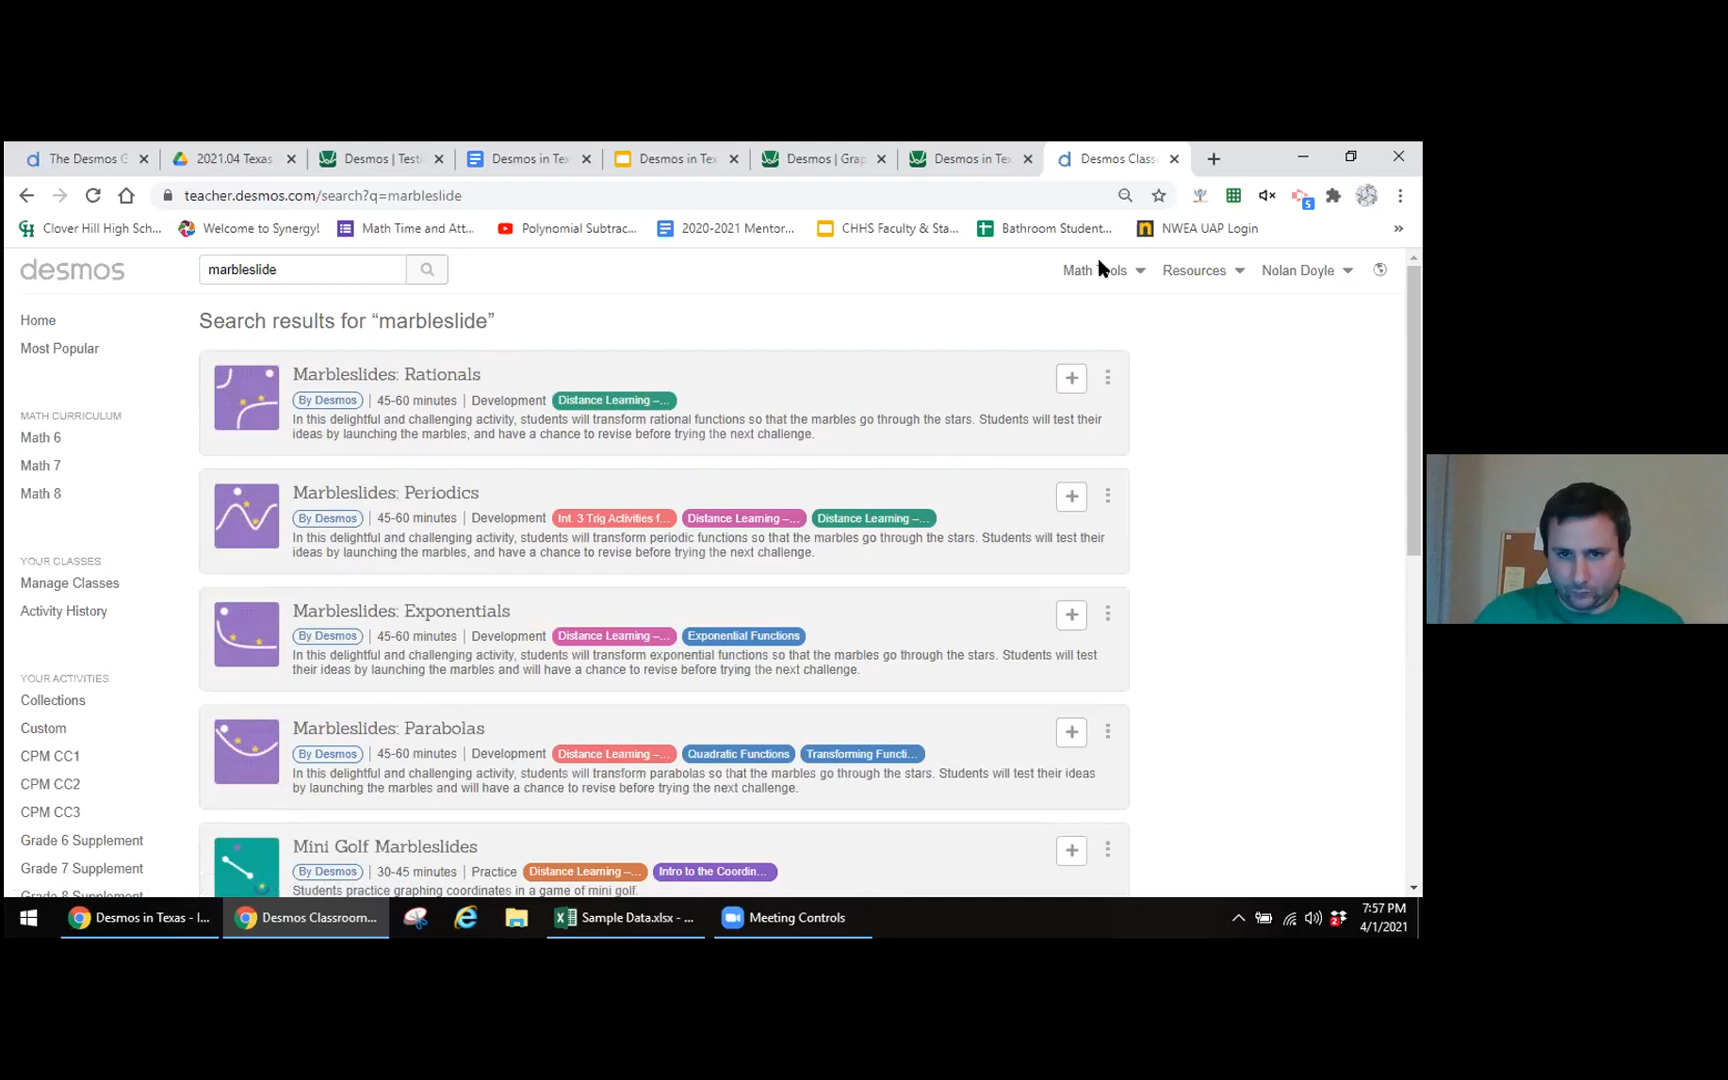 The Desmos G
2021.04 Texas
Desmos | Testi
Desmos in Te
Desmos in Tex
Desmos | Grap
Desmos in Te
Desmos Class
teacher.desmos.com/search?q=marbleslide
5
Clover Hill High Sch...
Welcome to Synergy!
Math Time and Att...
Polynomial Subtrac...
2020-2021 Mentor...
CHHS Faculty & Sta...
Bathroom Student...
NWEA UAP Login
»
desmos
marbleslide
Math
Resources
Nolan Doyle
Home
Most Popular
MATH CURRICULUM
Math 6
Math 7
Math 8
YOUR CLASSES
Manage Classes
Activity History
YOUR ACTIVITIES
Collections
Custom
CPM CC1
CPM CC2
CPM CC3
Grade 6 Supplement
Grade 7 Supplement
Grade 8 Supplement
Search results for “marbleslide”
Marbleslides: Rationals
By Desmos | 45-60 minutes | Development Distance Learning –...
In this delightful and challenging activity, students will transform rational functions so that the marbles go through the stars. Students will test their
ideas by launching the marbles, and have a chance to revise before trying the next challenge.
Marbleslides: Periodics
By Desmos | 45-60 minutes | Development Int. 3 Trig Activities f... Distance Learning –... Distance Learning –...
In this delightful and challenging activity, students will transform periodic functions so that the marbles go through the stars. Students will test their
ideas by launching the marbles, and have a chance to revise before trying the next challenge.
Marbleslides: Exponentials
By Desmos | 45-60 minutes | Development Distance Learning –... Exponential Functions
In this delightful and challenging activity, students will transform exponential functions so that the marbles go through the stars. Students will test
their ideas by launching the marbles and will have a chance to revise before trying the next challenge.
Marbleslides: Parabolas
By Desmos | 45-60 minutes | Development Distance Learning –... Quadratic Functions Transforming Functi...
In this delightful and challenging activity, students will transform parabolas so that the marbles go through the stars. Students will test their ideas
by launching the marbles and will have a chance to revise before trying the next challenge.
Mini Golf Marbleslides
By Desmos | 30-45 minutes | Practice Distance Learning –... Intro to the Coordin...
Students practice graphing coordinates in a game of mini golf.
Desmos in Texas - I...
Desmos Classroom...
Sample Data.xlsx - ...
Meeting Controls
7:57 PM
4/1/2021